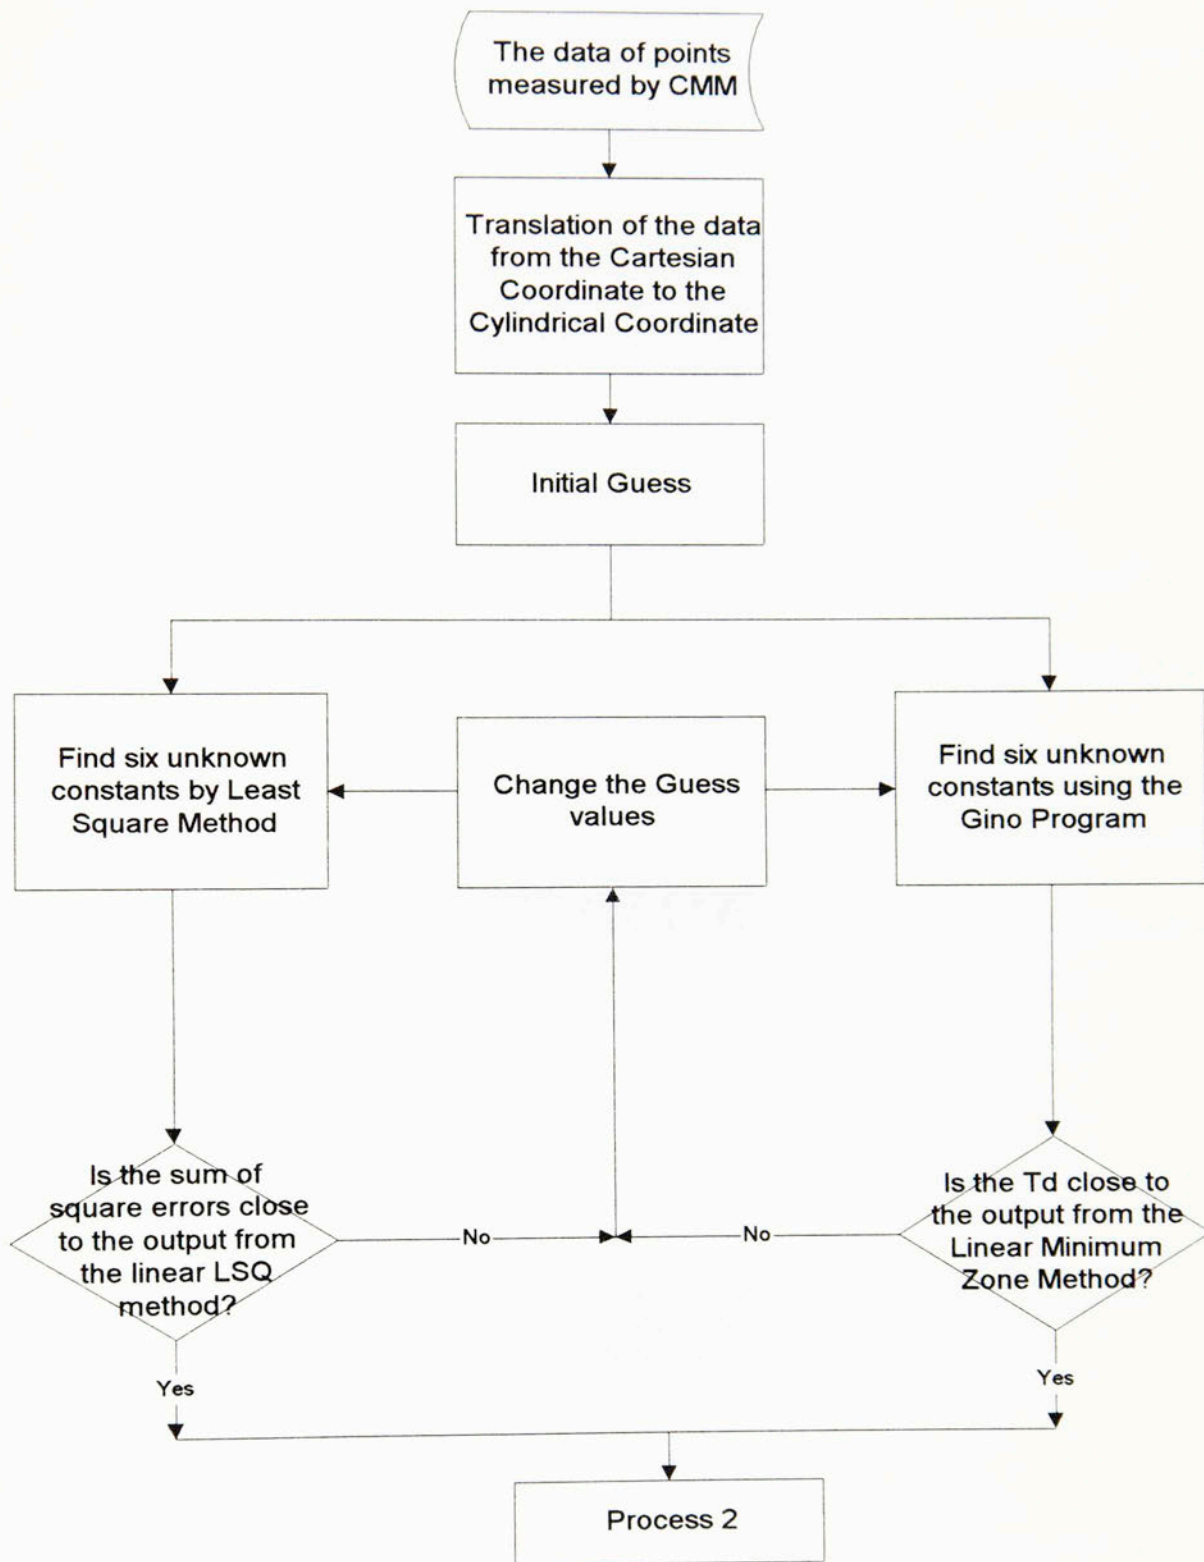 The data of points
measured by CMM
Translation of the data
from the Cartesian
Coordinate to the
Cylindrical Coordinate
Initial Guess
Find six unknown
constants by Least
Square Method
Change the Guess
values
Find six unknown
constants using the
Gino Program
Is the sum of
square errors close
to the output from
the linear LSQ
method?
No
No
Is the Td close to
the output from the
Linear Minimum
Zone Method?
Yes
Yes
Process 2